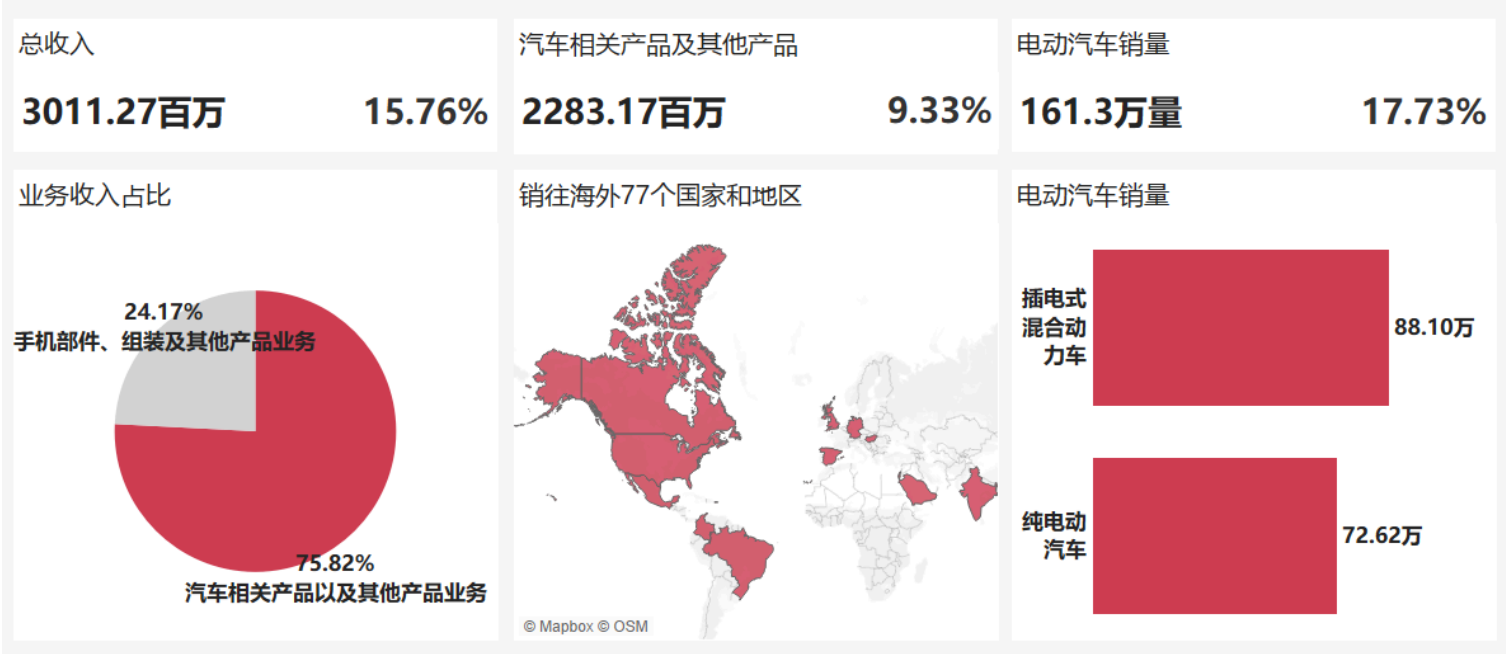 总收入
3011.27百万 15.76%
汽车相关产品及其他产品
2283.17百万 9.33%
电动汽车销量
161.3万量 17.73%
业务收入占比
24.17%
手机部件、组装及其他产品业务
75.82%
汽车相关产品以及其他产品业务
销往海外77个国家和地区
© Mapbox © OSM
电动汽车销量
插电式
混合动
力车
88.10万
纯电动
汽车
72.62万